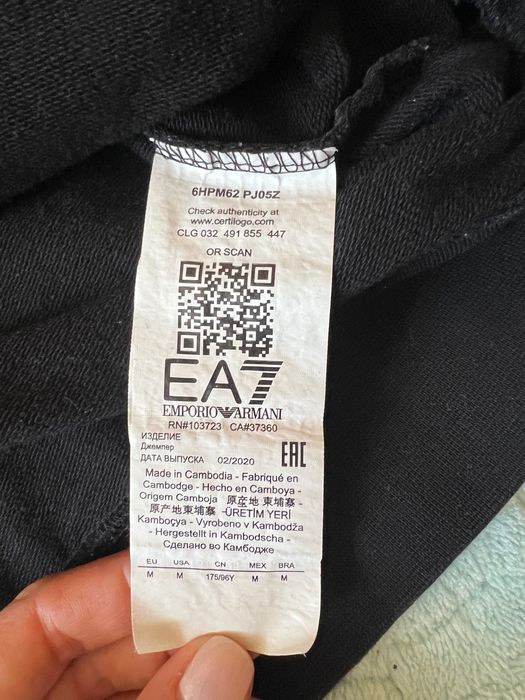 6HPM62 PJ05Z
Check authenticity at
www.certilogo.com
CLG 032 491 855 447
OR SCAN
EA7
EMPORIO ARMANI
RN#103723 CA#37360
ИЗДЕЛИЕ
Джемпер
ДАТА ВЫПУСКА 02/2020
EAC
Made in Cambodia - Fabriqué en
Cambodge - Hecho en Camboya -
Origem Camboja 原产地 柬埔寨 -
原产地 柬埔寨 -ÜRETİM YERİ
Kamboçya - Vyrobeno v Kambodža
- Hergestellt in Kambodscha -
Сделано во Камбодже
EU USA CN MEX BRA
M M 175/96Y M M